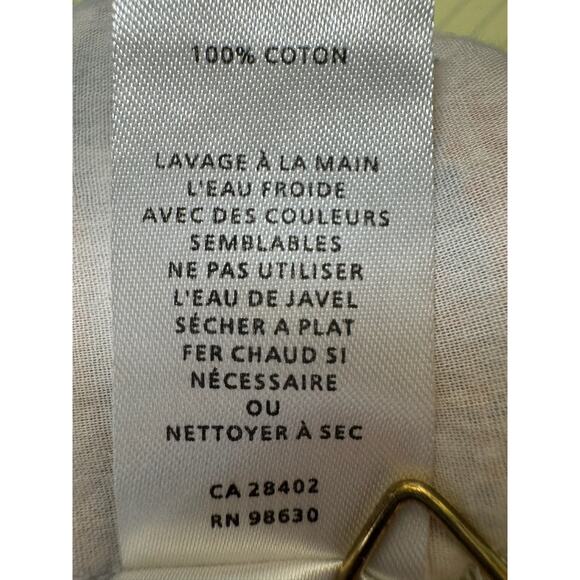 100% COTON
LAVAGE À LA MAIN
L'EAU FROIDE
AVEC DES COULEURS
SEMBLABLES
NE PAS UTILISER
L'EAU DE JAVEL
SÉCHER A PLAT
FER CHAUD SI
NÉCESSAIRE
OU
NETTOYER À SEC
CA 28402
RN 98630